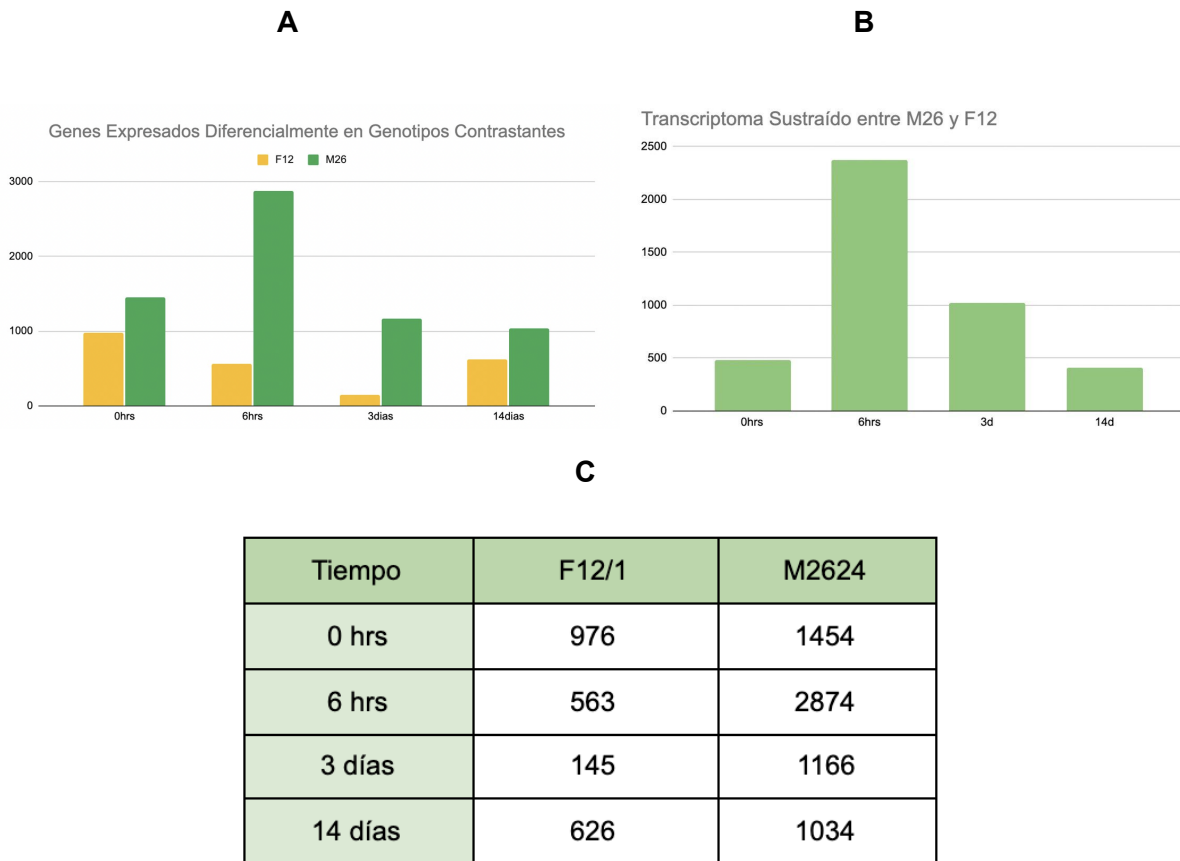 A
B
Genes Expresados Diferencialmente en Genotipos Contrastantes
F12 M26
3000
2000
1000
0
0hrs 6hrs 3dias 14dias
Transcriptoma Sustraído entre M26 y F12
2500
2000
1500
1000
500
0
0hrs 6hrs 3d 14d
C
Tiempo F12/1 M2624
0 hrs 976 1454
6 hrs 563 2874
3 días 145 1166
14 días 626 1034